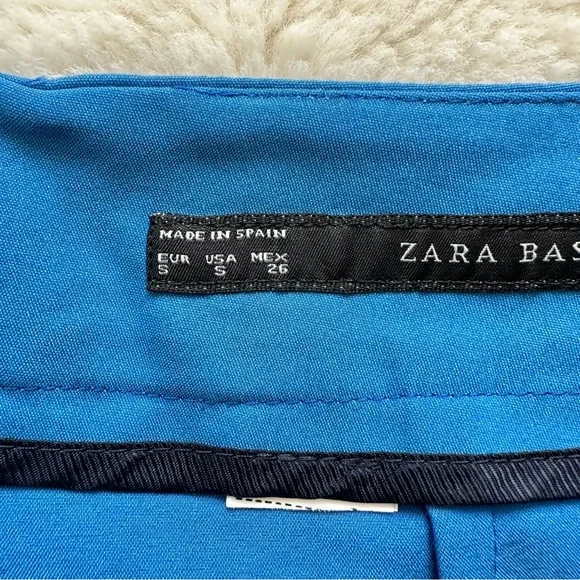 MADE IN SPAIN
EUR USA MEX
S S 26
ZARA BAS